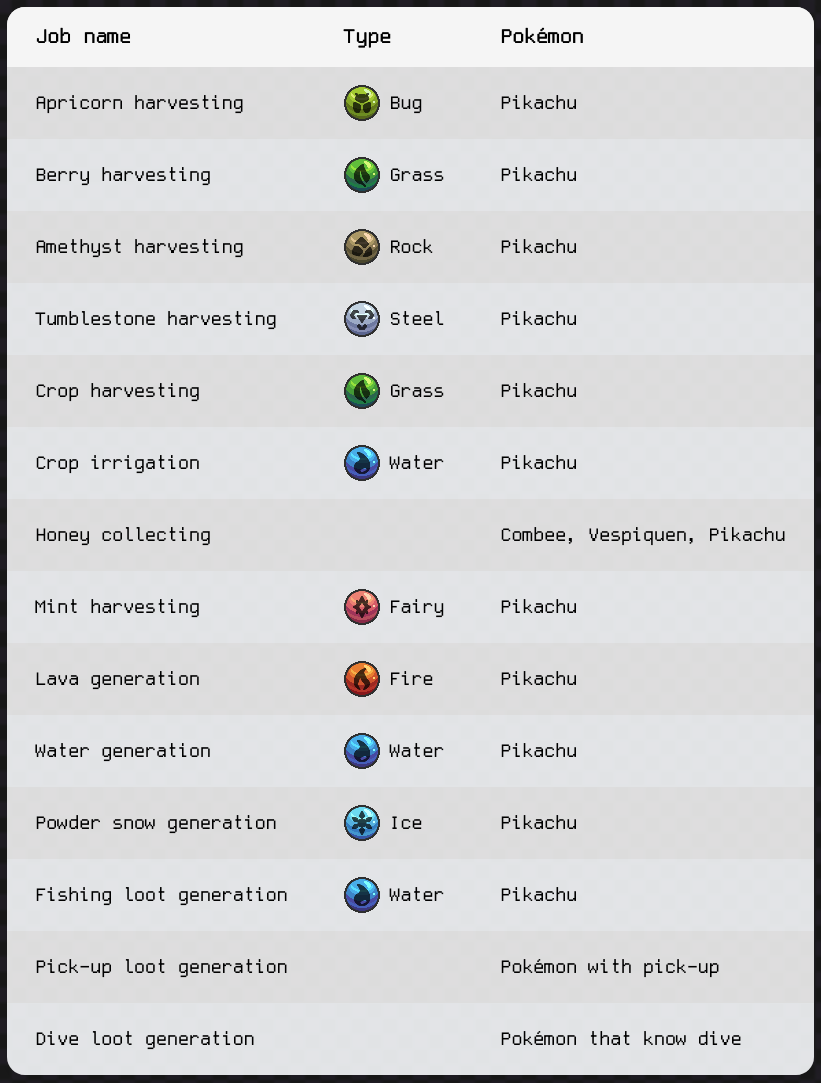 Job name Type Pokémon
Apricorn harvesting Bug Pikachu
Berry harvesting Grass Pikachu
Amethyst harvesting Rock Pikachu
Tumblestone harvesting Steel Pikachu
Crop harvesting Grass Pikachu
Crop irrigation Water Pikachu
Honey collecting Combee, Vespiquen, Pikachu
Mint harvesting Fairy Pikachu
Lava generation Fire Pikachu
Water generation Water Pikachu
Powder snow generation Ice Pikachu
Fishing loot generation Water Pikachu
Pick-up loot generation Pokémon with pick-up
Dive loot generation Pokémon that know dive